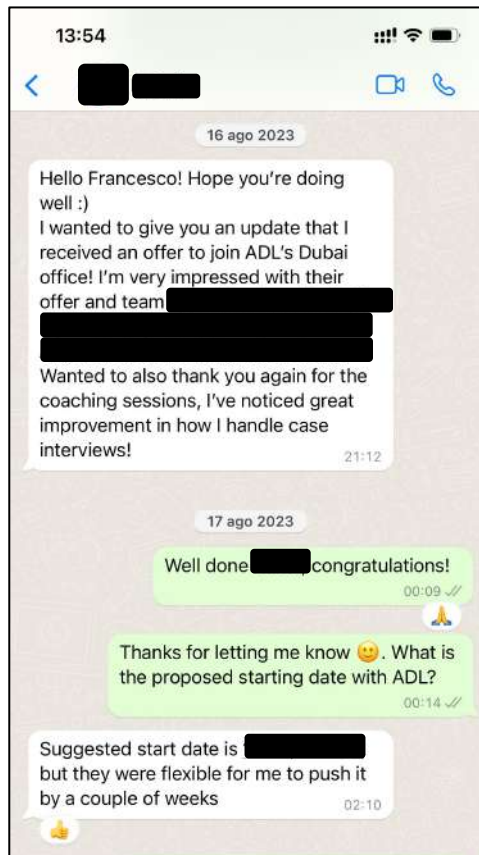 13:54
16 ago 2023
Hello Francesco! Hope you're doing
well :)
I wanted to give you an update that I
received an offer to join ADL's Dubai
office! I'm very impressed with their
offer and team
Wanted to also thank you again for the
coaching sessions, I've noticed great
improvement in how I handle case
interviews!
21:12
17 ago 2023
Well done congratulations!
00:09
Thanks for letting me know 🙂. What is
the proposed starting date with ADL?
00:14
Suggested start date is
but they were flexible for me to push it
by a couple of weeks
02:10